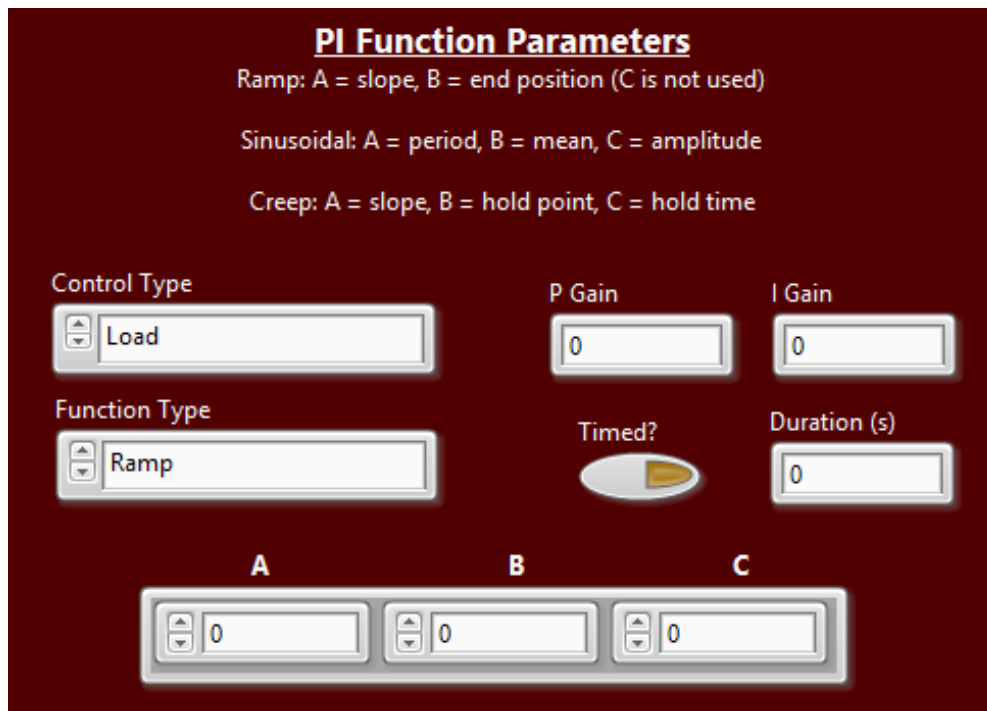 PI Function Parameters
Ramp: A = slope, B = end position (C is not used)
Sinusoidal: A = period, B = mean, C = amplitude
Creep: A = slope, B = hold point, C = hold time
Control Type
Load
P Gain
0
I Gain
0
Function Type
Ramp
Timed?
Duration (s)
0
A B C
0 0 0